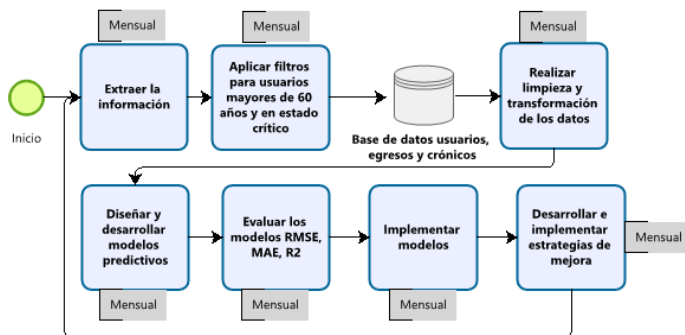 Mensual
Mensual
Mensual
Inicio
Extraer la
información
Aplicar filtros
para usuarios
mayores de 60
años y en estado
crítico
Base de datos usuarios,
egresos y crónicos
Realizar
limpieza y
transformación
de los datos
Diseñar y
desarrollar
modelos
predictivos
Mensual
Evaluar los
modelos RMSE,
MAE, R2
Mensual
Implementar
modelos
Mensual
Desarrollar e
implementar
estrategias de
mejora
Mensual